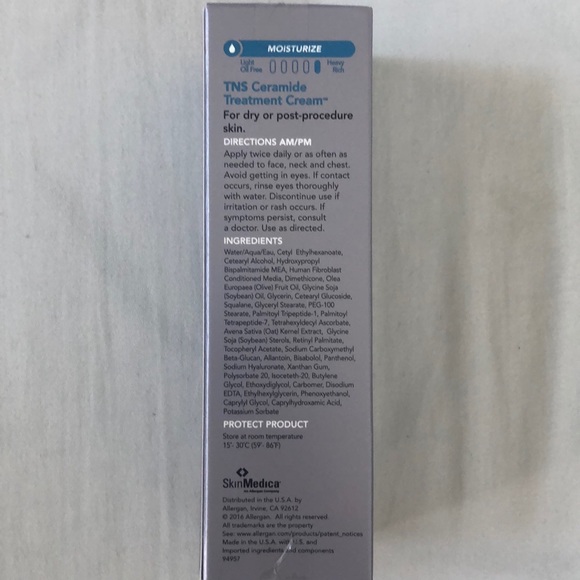 MOISTURIZE
Light Heavy
Oil Free Rich
TNS Ceramide
Treatment Cream™
For dry or post-procedure
skin.
DIRECTIONS AM/PM
Apply twice daily or as often as
needed to face, neck and chest.
Avoid getting in eyes. If contact
occurs, rinse eyes thoroughly
with water. Discontinue use if
irritation or rash occurs. If
symptoms persist, consult
a doctor. Use as directed.
INGREDIENTS
Water/Aqua/Eau, Cetyl Ethylhexanoate,
Cetearyl Alcohol, Hydroxypropyl
Bispalmitamide MEA, Human Fibroblast
Conditioned Media, Dimethicone, Olea
Europaea (Olive) Fruit Oil, Glycine Soja
(Soybean) Oil, Glycerin, Cetearyl Glucoside,
Squalane, Glyceryl Stearate, PEG-100
Stearate, Palmitoyl Tripeptide-1, Palmitoyl
Tetrapeptide-7, Tetrahexyldecyl Ascorbate,
Avena Sativa (Oat) Kernel Extract, Glycine
Soja (Soybean) Sterols, Retinyl Palmitate,
Tocopheryl Acetate, Sodium Carboxymethyl
Beta-Glucan, Allantoin, Bisabolol, Panthenol,
Sodium Hyaluronate, Xanthan Gum,
Polysorbate 20, Isoceteth-20, Butylene
Glycol, Ethoxydiglycol, Carbomer, Disodium
EDTA, Ethylhexylglycerin, Phenoxyethanol,
Caprylyl Glycol, Caprylhydroxamic Acid,
Potassium Sorbate
PROTECT PRODUCT
Store at room temperature
15°- 30°C (59°- 86°F)
SkinMedica
An Allergan Company
Distributed in the U.S.A. by
Allergan, Irvine, CA 92612
© 2016 Allergan. All rights reserved.
All trademarks are the property
See: www.allergan.com/products/patent_notices
Made in the U.S.A. with U.S. and
Imported ingredients and components
94957